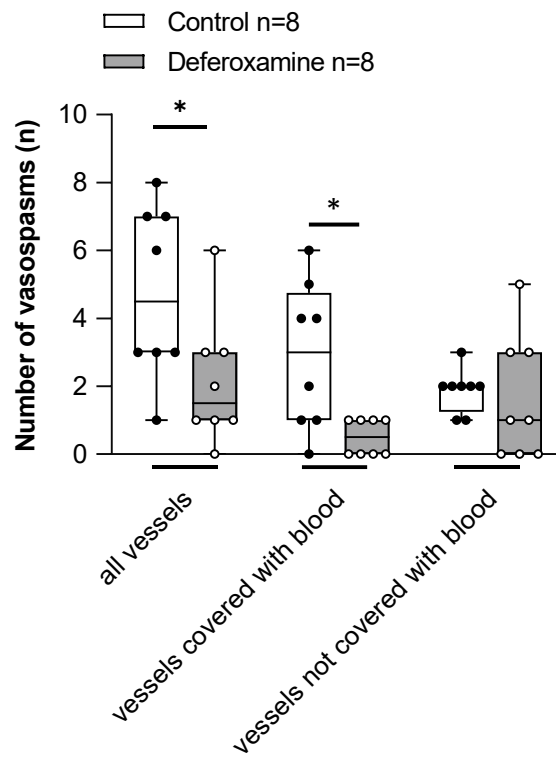 Control n=8
Deferoxamine n=8
Number of vasospasms (n)
10
8
6
4
2
0
*
*
all vessels
vessels covered with blood
vessels not covered with blood